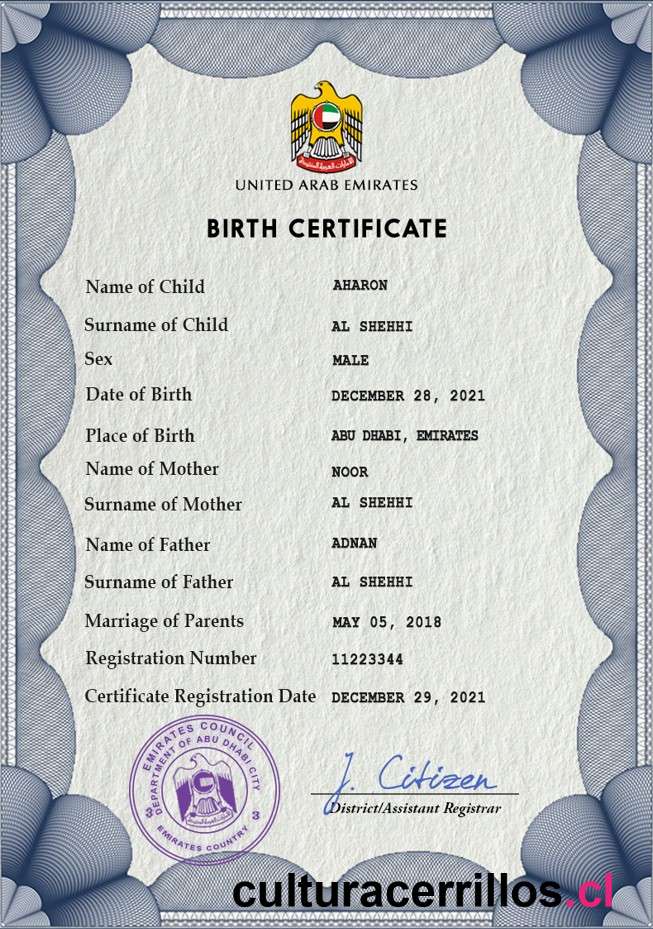 UNITED ARAB EMIRATES
BIRTH CERTIFICATE
Name of Child AHARON
Surname of Child AL SHEHHI
Sex MALE
Date of Birth DECEMBER 28, 2021
Place of Birth ABU DHABI, EMIRATES
Name of Mother NOOR
Surname of Mother AL SHEHHI
Name of Father ADNAN
Surname of Father AL SHEHHI
Marriage of Parents MAY 05, 2018
Registration Number 11223344
Certificate Registration Date DECEMBER 29, 2021
EMIRATES COUNCIL
DEPARTMENT OF ABU DHABI CITY
3 3
EMIRATES COUNTRY
J. Citizen
District/Assistant Registrar
culturacerrillos.cl